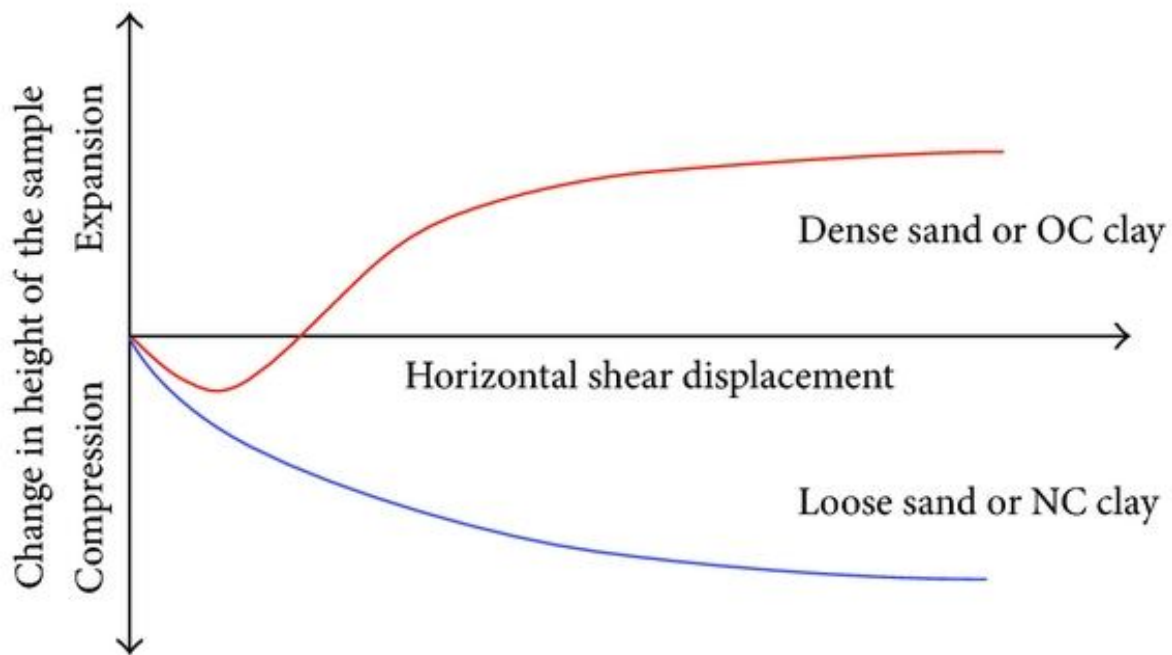 Change in height of the sample
Expansion
Compression
Dense sand or OC clay
Horizontal shear displacement
Loose sand or NC clay